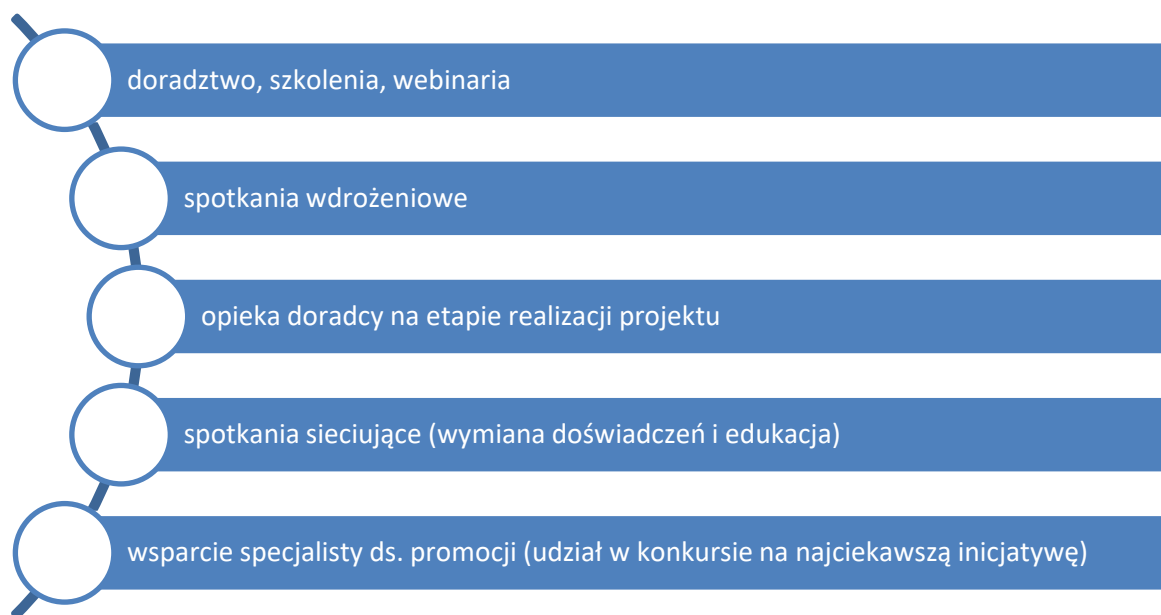 doradztwo, szkolenia, webinaria
spotkania wdrożeniowe
opieka doradcy na etapie realizacji projektu
spotkania sieciujące (wymiana doświadczeń i edukacja)
wsparcie specjalisty ds. promocji (udział w konkursie na najciekawszą inicjatywę)